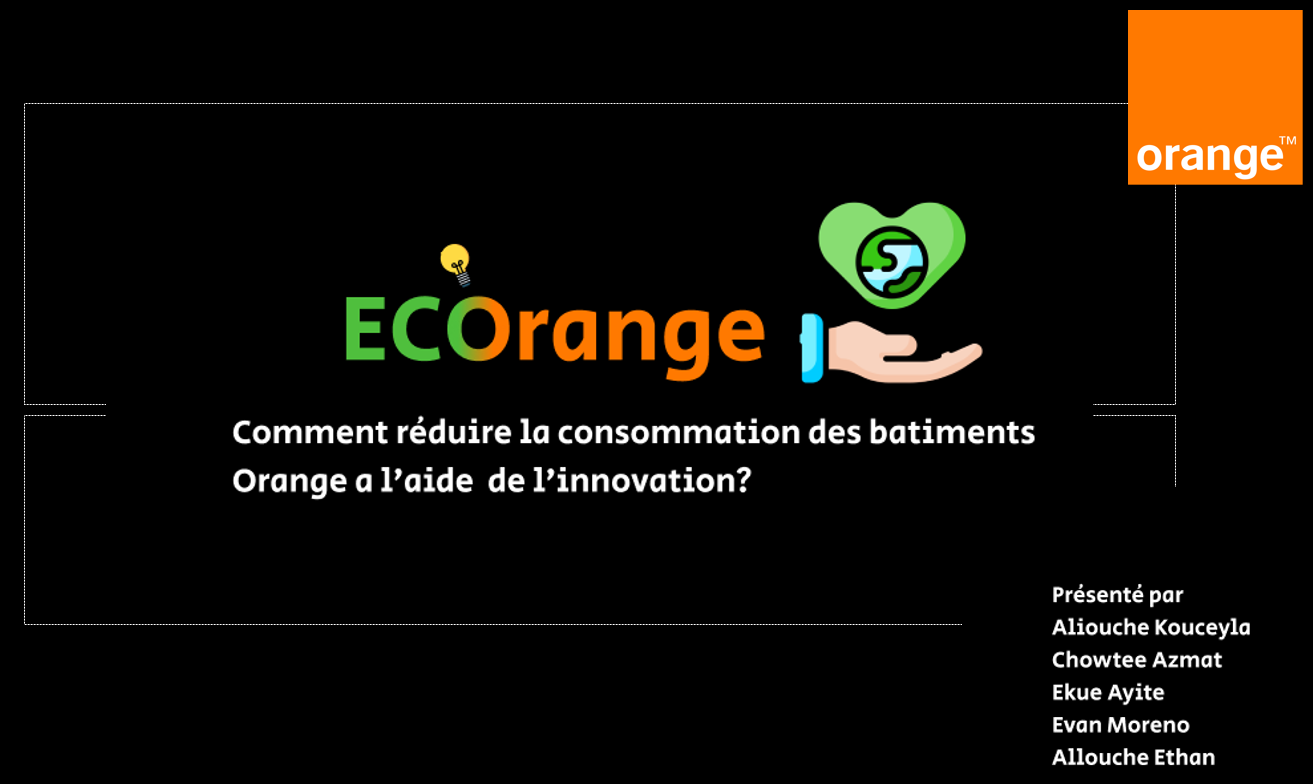 orange™
ECOrange
Comment réduire la consommation des batiments
Orange a l’aide  de l’innovation?
Présenté par
Aliouche Kouceyla
Chowtee Azmat
Ekue Ayite
Evan Moreno
Allouche Ethan